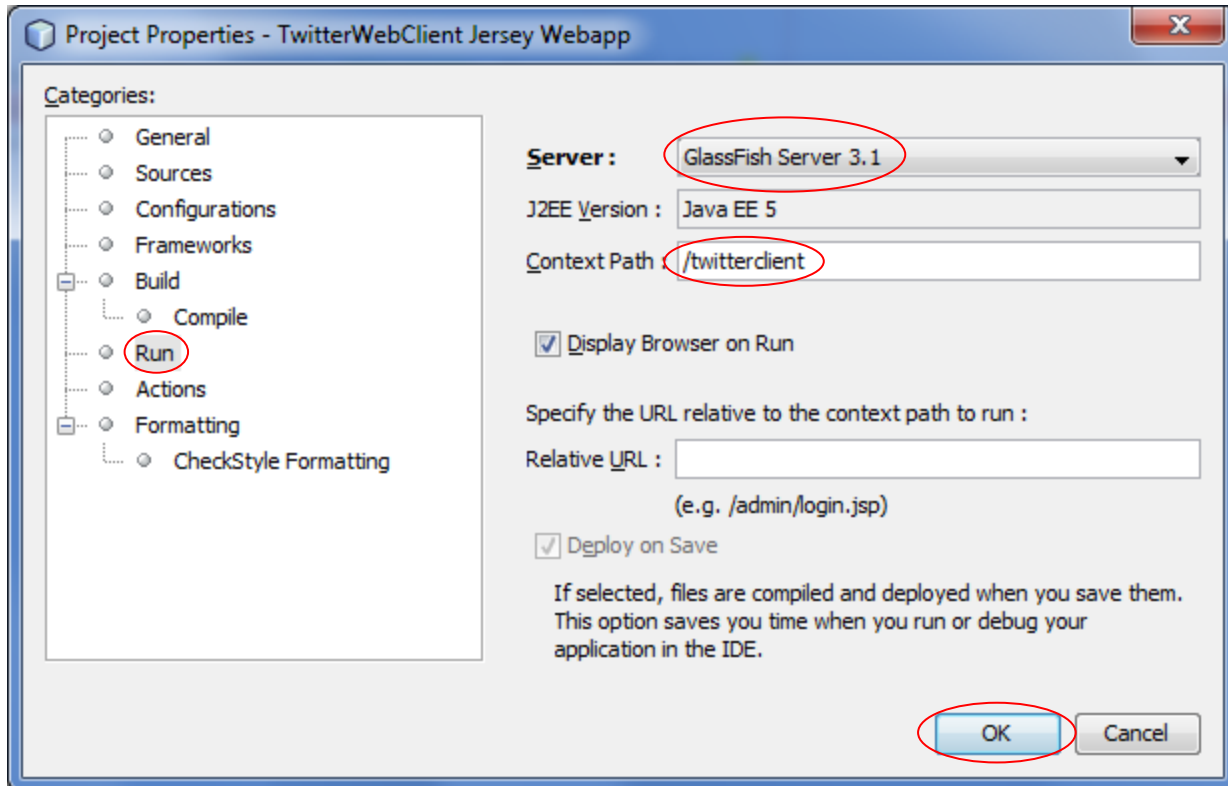 Project Properties - TwitterWebClient Jersey Webapp
Categories:
General
Sources
Configurations
Frameworks
Build
Compile
Run
Actions
Formatting
CheckStyle Formatting
Server : GlassFish Server 3.1
J2EE Version : Java EE 5
Context Path : /twitterclient
Display Browser on Run
Specify the URL relative to the context path to run :
Relative URL :
(e.g. /admin/login.jsp)
Deploy on Save
If selected, files are compiled and deployed when you save them.
This option saves you time when you run or debug your
application in the IDE.
OK Cancel